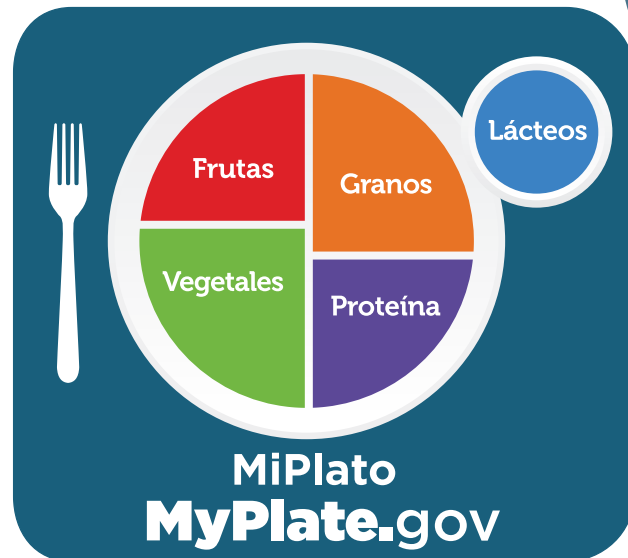 Frutas
Granos
Lácteos
Vegetales
Proteína
MiPlato
MyPlate.gov